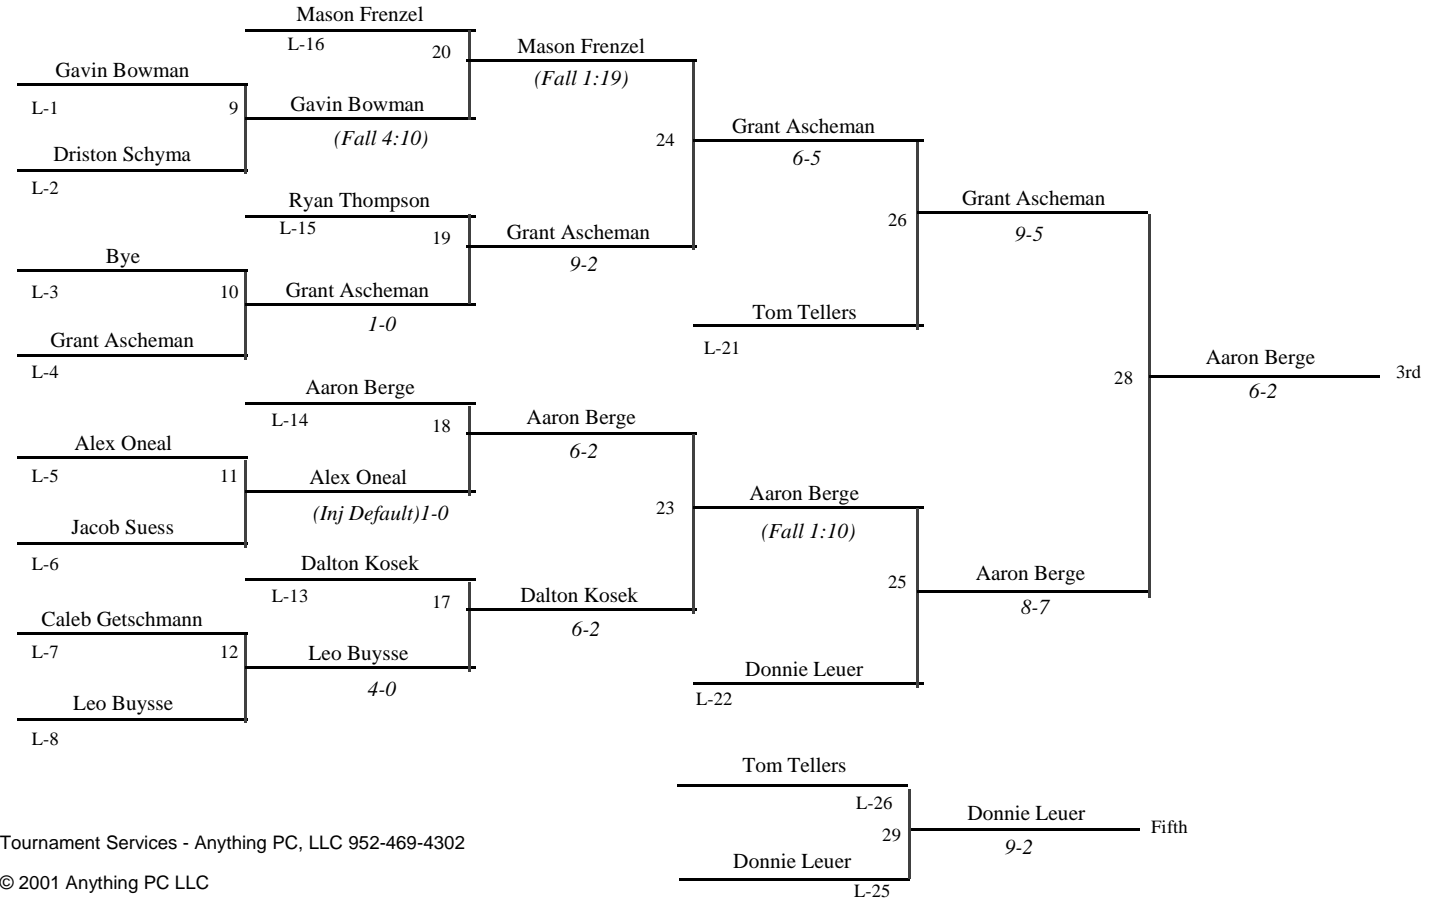 Mason Frenzel
L-16
20
Mason Frenzel
(Fall 1:19)
Gavin Bowman
L-1
9
Gavin Bowman
(Fall 4:10)
Driston Schyma
L-2
24
Grant Ascheman
6-5
Ryan Thompson
L-15
19
Grant Ascheman
9-2
26
Grant Ascheman
9-5
Bye
L-3
10
Grant Ascheman
1-0
Grant Ascheman
L-4
Tom Tellers
L-21
28
Aaron Berge
6-2
3rd
Aaron Berge
L-14
18
Aaron Berge
6-2
Alex Oneal
L-5
11
Alex Oneal
(Inj Default)1-0
Jacob Suess
L-6
23
Aaron Berge
(Fall 1:10)
Dalton Kosek
L-13
17
Dalton Kosek
6-2
25
Aaron Berge
8-7
Caleb Getschmann
L-7
12
Leo Buysse
4-0
Leo Buysse
L-8
Donnie Leuer
L-22
Tom Tellers
L-26
29
Donnie Leuer
9-2
Fifth
Donnie Leuer
L-25
Tournament Services - Anything PC, LLC 952-469-4302
© 2001 Anything PC LLC